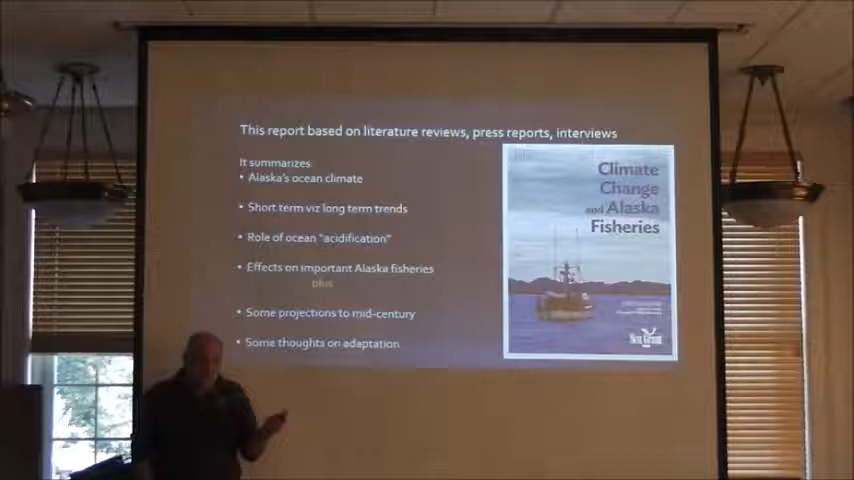 This report based on literature reviews, press reports, interviews
It summarizes:
• Alaska's ocean climate
• Short term viz long term trends
• Role of ocean "acidification"
• Effects on important Alaska fisheries
plus
• Some projections to mid-century
• Some thoughts on adaptation
Climate
Change
and Alaska
Fisheries
Sea Grant